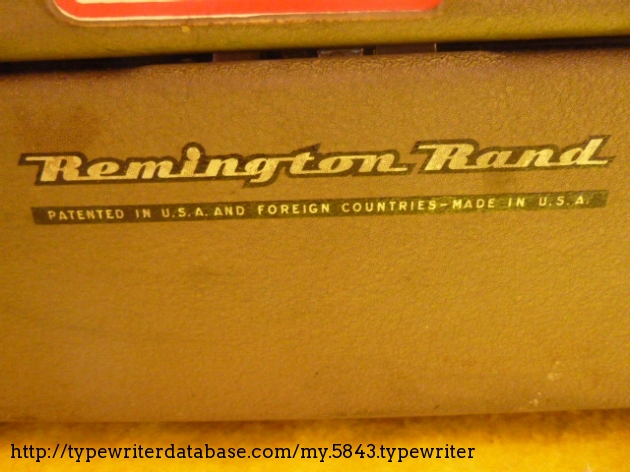 Remington Rand
PATENTED IN U.S.A. AND FOREIGN COUNTRIES—MADE IN U.S.A.
http://typewriterdatabase.com/my.5843.typewriter